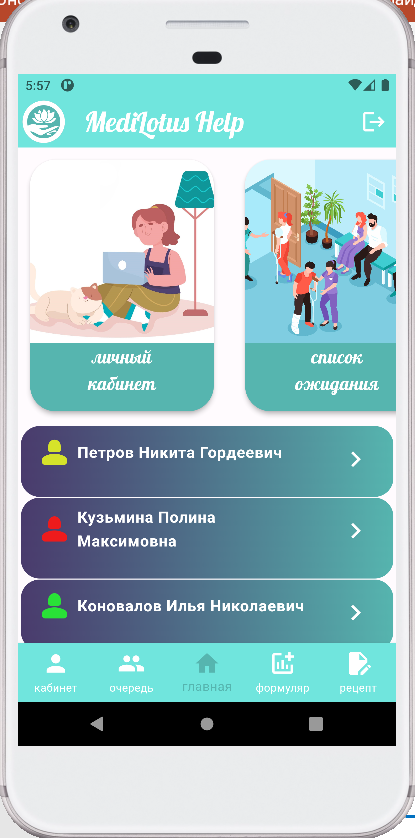 5:57
MediLotus Help
личный
кабинет
список
ожидания
Петров Никита Гордеевич
Кузьмина Полина
Максимовна
Коновалов Илья Николаевич
кабинет
очередь
главная
формуляр
рецепт